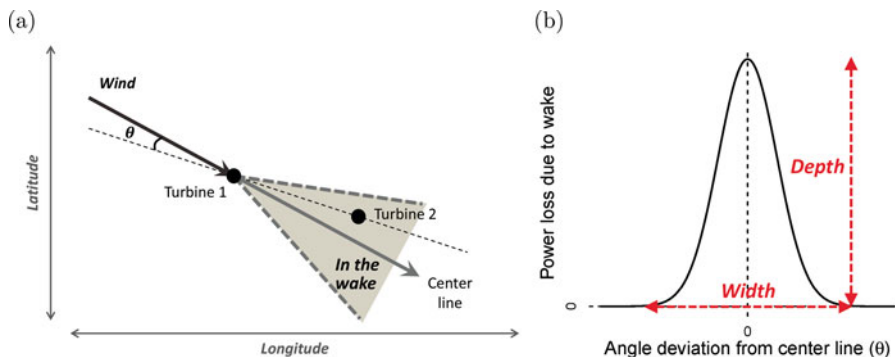 (a)
Latitude
Wind
θ
Turbine 1
Turbine 2
In the
wake
Center
line
Longitude
(b)
Power loss due to wake
0
Depth
Width
0
Angle deviation from center line (θ)